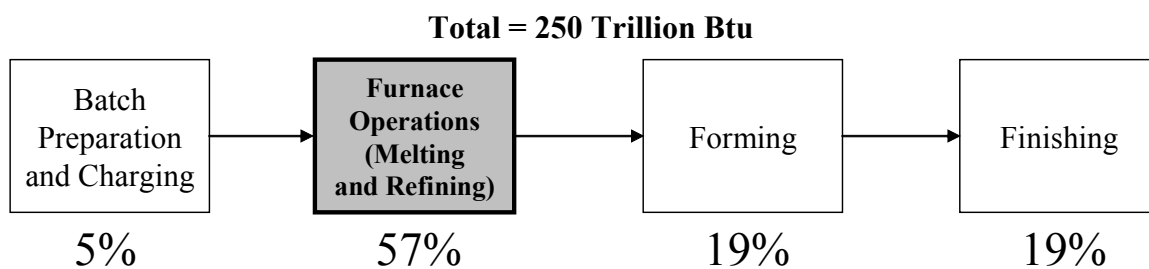 Total = 250 Trillion Btu
Batch
Preparation
and Charging
Furnace
Operations
(Melting
and Refining)
Forming
Finishing
5%
57%
19%
19%